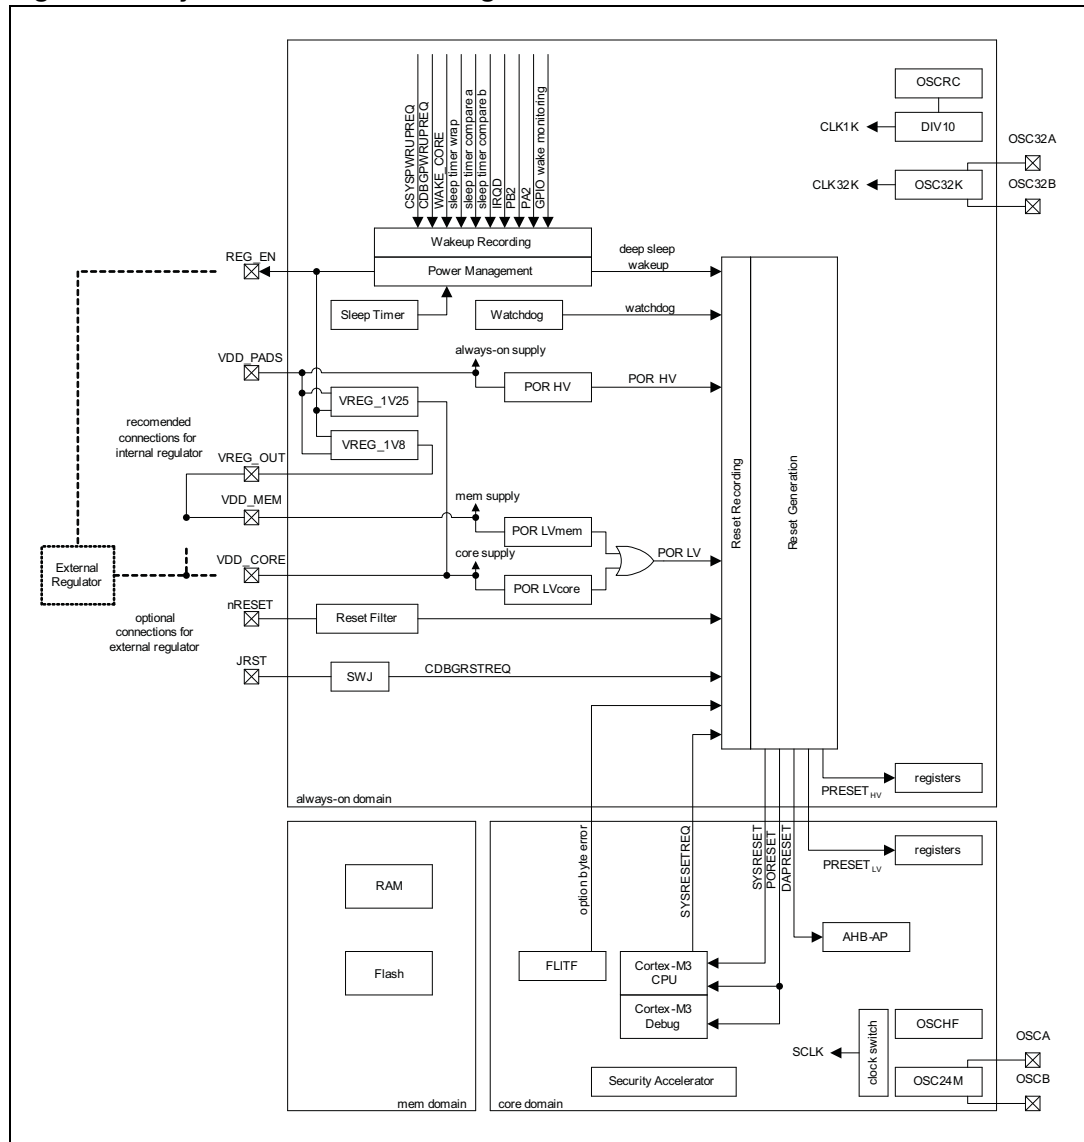 CSYSPWRUPREQ
CDBGPWRUPREQ
WAKE_CORE
sleep timer wrap
sleep timer compare a
sleep timer compare b
IRQD
PB2
PA2
GPIO wake monitoring
OSCRC
CLK1K
DIV10
OSC32A
CLK32K
OSC32K
OSC32B
Wakeup Recording
Power Management
deep sleep
wakeup
REG_EN
Sleep Timer
Watchdog
watchdog
VDD_PADS
always-on supply
POR HV
POR HV
VREG_1V25
VREG_1V8
recomended
connections for
internal regulator
VREG_OUT
VDD_MEM
mem supply
POR LVmem
core supply
POR LV
POR LVcore
VDD_CORE
External
Regulator
nRESET
Reset Filter
optional
connections for
external regulator
JRST
SWJ
CDBGRSTREQ
Reset Recording
Reset Generation
PRESET HV
registers
always-on domain
option byte error
SYSRESETREQ
SYSRESET
PORESET
DAPRESET
PRESET LV
registers
RAM
Flash
FLITF
Cortex-M3
CPU
Cortex-M3
Debug
AHB-AP
SCLK
clock switch
OSCHF
OSC24M
OSCA
OSCB
Security Accelerator
mem domain
core domain